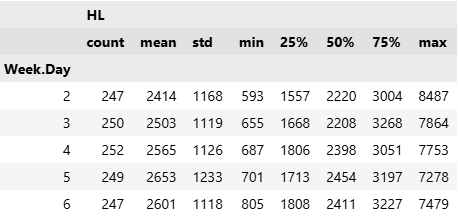 HL
count mean std min 25% 50% 75% max
Week.Day
2 247 2414 1168 593 1557 2220 3004 8487
3 250 2503 1119 655 1668 2208 3268 7864
4 252 2565 1126 687 1806 2398 3051 7753
5 249 2653 1233 701 1713 2454 3197 7278
6 247 2601 1118 805 1808 2411 3227 7479